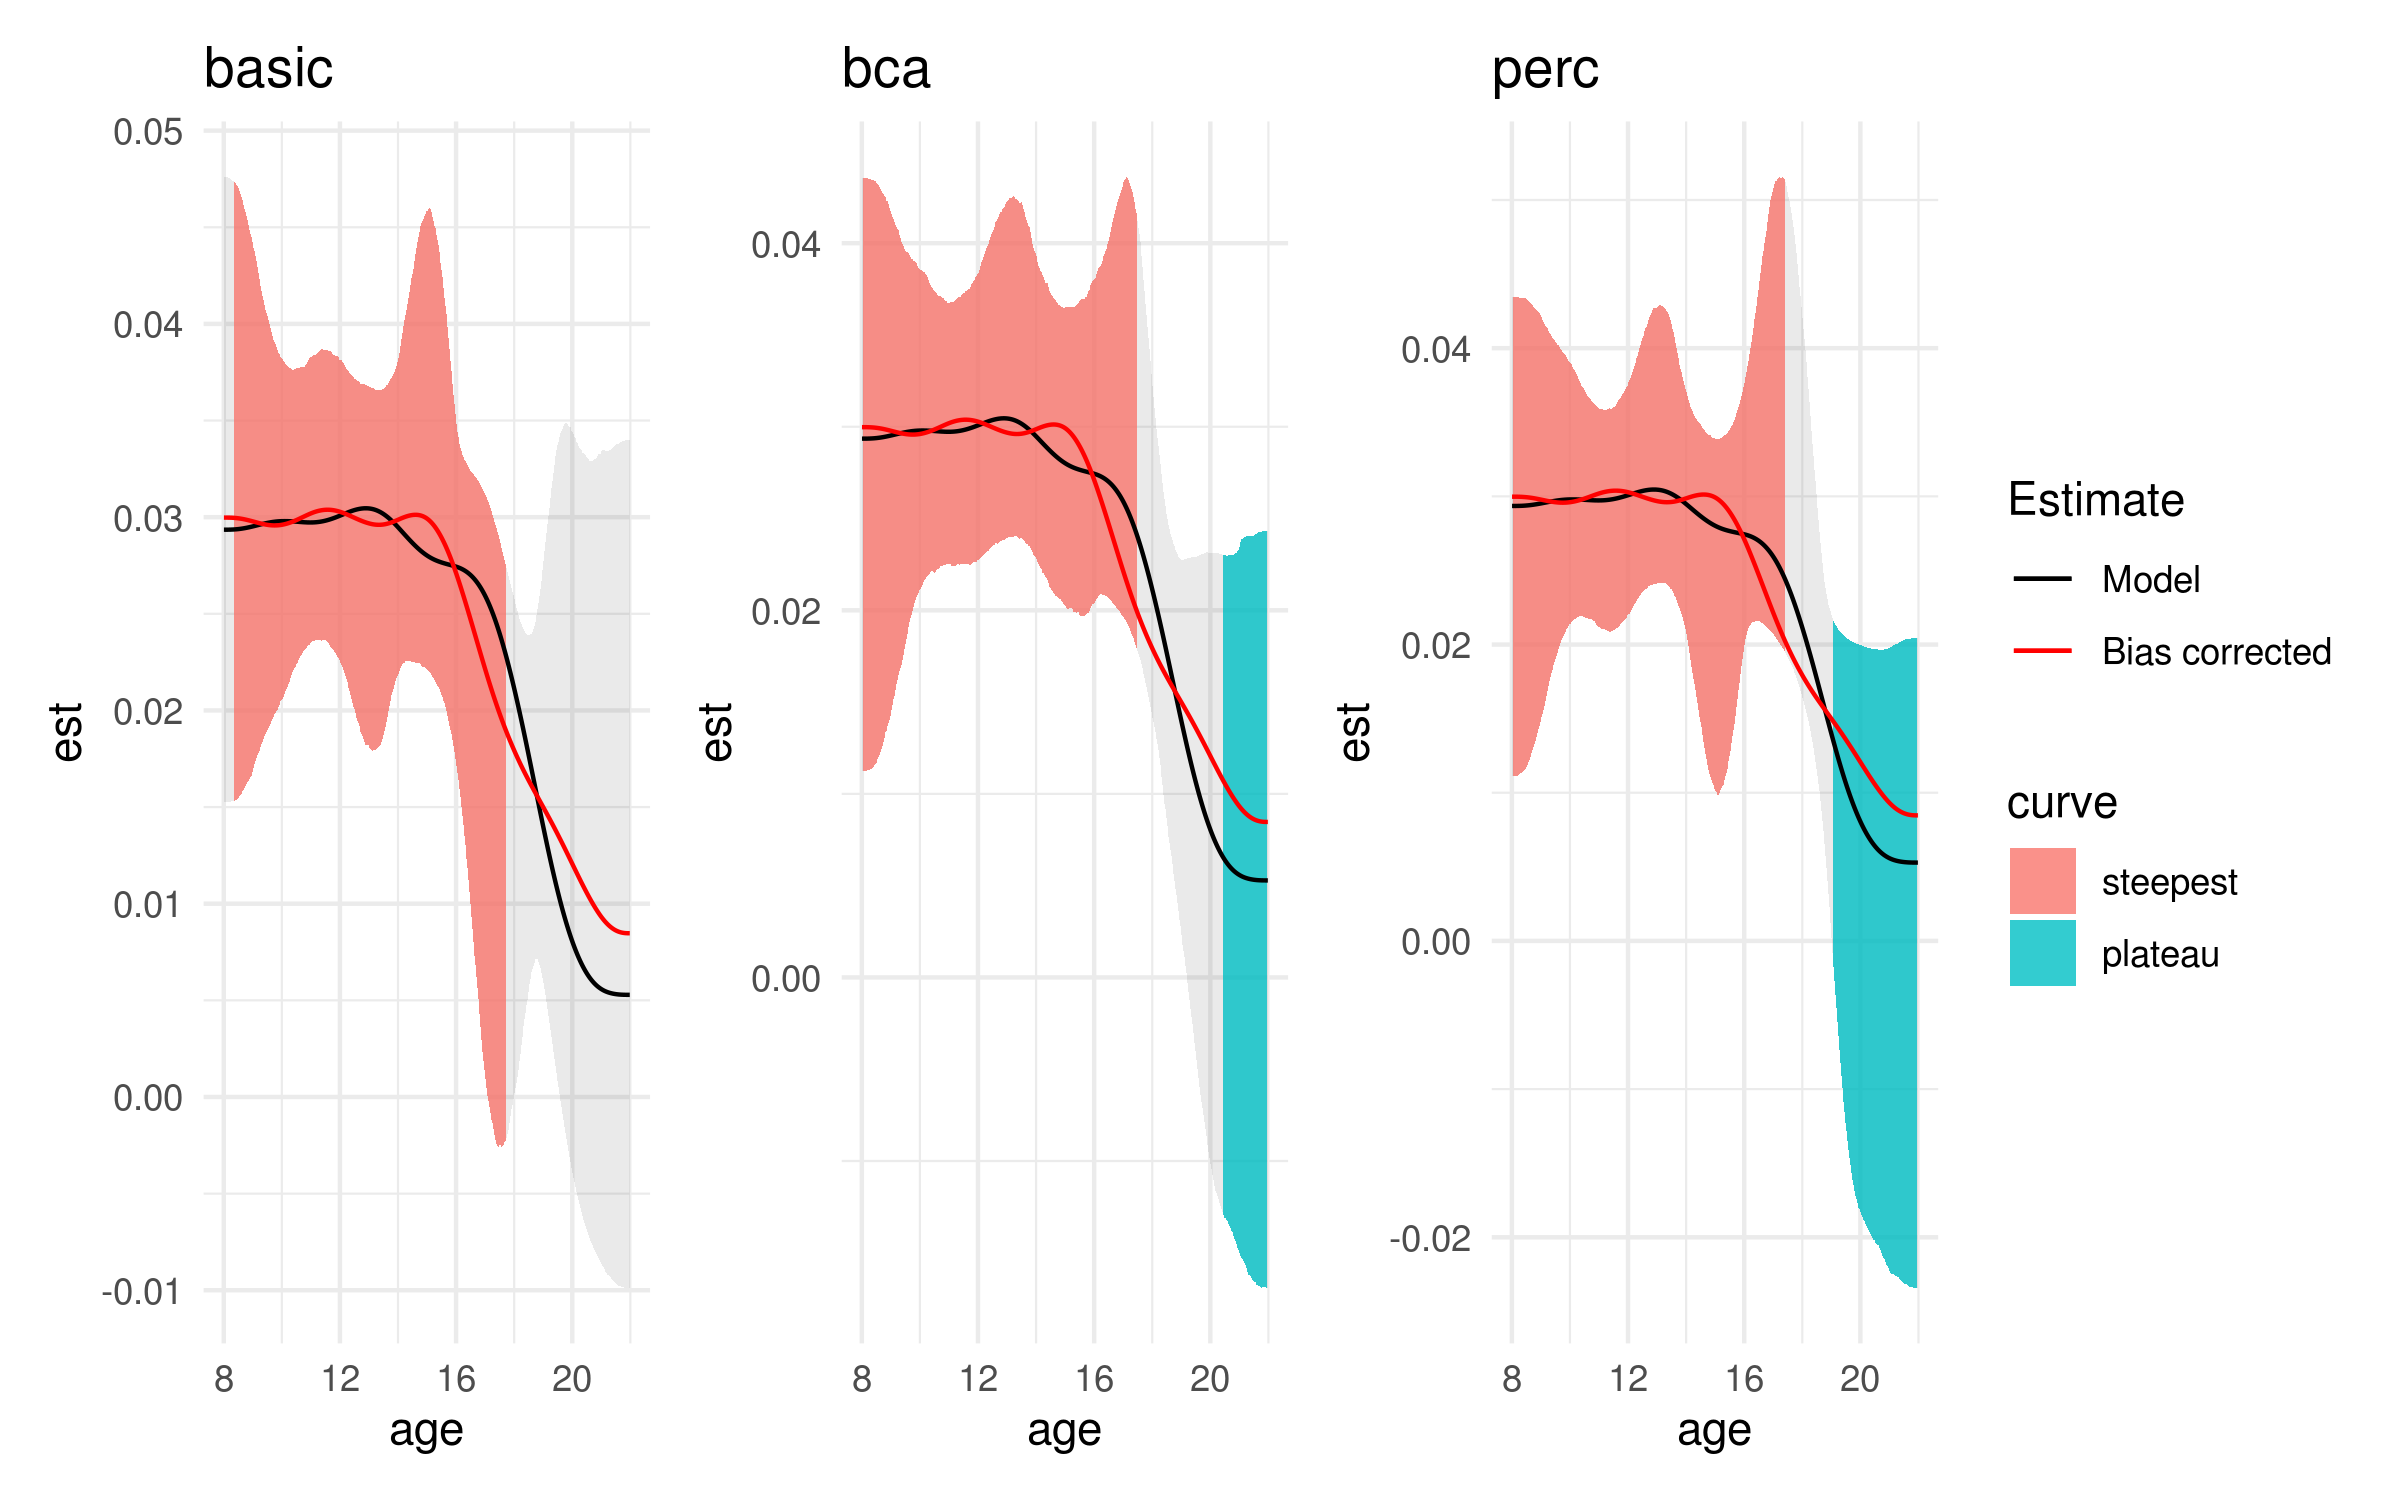 basic
0.05
0.04
0.03
0.02
0.01
0.00
-0.01
est
8 12 16 20
age
bca
0.04
0.02
0.00
est
8 12 16 20
age
perc
0.04
0.02
0.00
-0.02
est
8 12 16 20
age
Estimate
Model
Bias corrected
curve
steepest
plateau